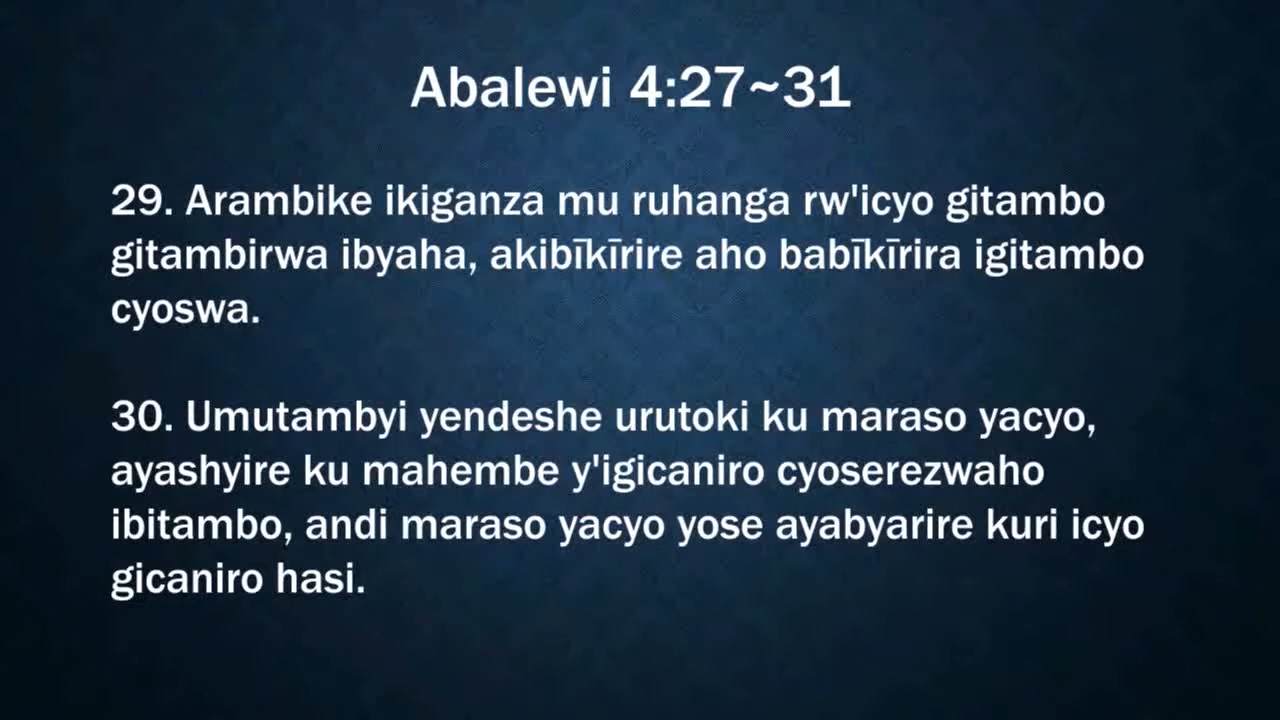 Abalewi 4:27~31
29. Arambike ikiganza mu ruhanga rw'icyo gitambo
gitambirwa ibyaha, akibīkīrire aho babīkīrira igitambo
cyoswa.
30. Umutambyi yendeshe urutoki ku maraso yacyo,
ayashyire ku mahembe y'igicaniro cyoserezwaho
ibitambo, andi maraso yacyo yose ayabyarire kuri icyo
gicaniro hasi.